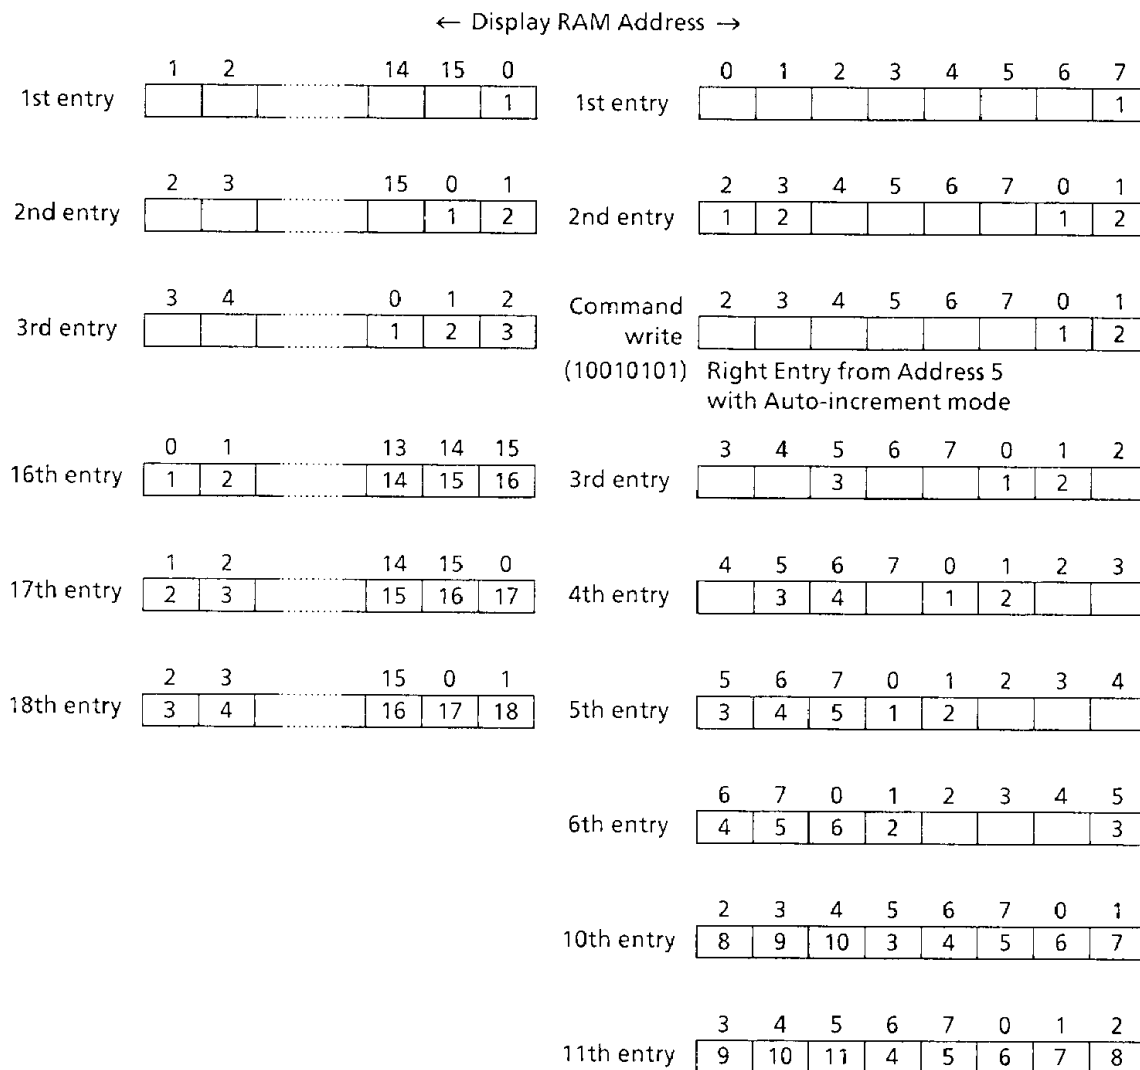 ← Display RAM Address →
1 2 14 15 0
1st entry 1
2 3 15 0 1
2nd entry 1 2
3 4 0 1 2
3rd entry 1 2 3
0 1 13 14 15
16th entry 1 2 14 15 16
1 2 14 15 0
17th entry 2 3 15 16 17
2 3 15 0 1
18th entry 3 4 16 17 18
0 1 2 3 4 5 6 7
1st entry 1
2 3 4 5 6 7 0 1
2nd entry 1 2 1 2
2 3 4 5 6 7 0 1
Command
write 1 2
(10010101) Right Entry from Address 5
with Auto-increment mode
3 4 5 6 7 0 1 2
3rd entry 3 1 2
4 5 6 7 0 1 2 3
4th entry 3 4 1 2
5 6 7 0 1 2 3 4
5th entry 3 4 5 1 2
6 7 0 1 2 3 4 5
6th entry 4 5 6 2 3
2 3 4 5 6 7 0 1
10th entry 8 9 10 3 4 5 6 7
3 4 5 6 7 0 1 2
11th entry 9 10 11 4 5 6 7 8